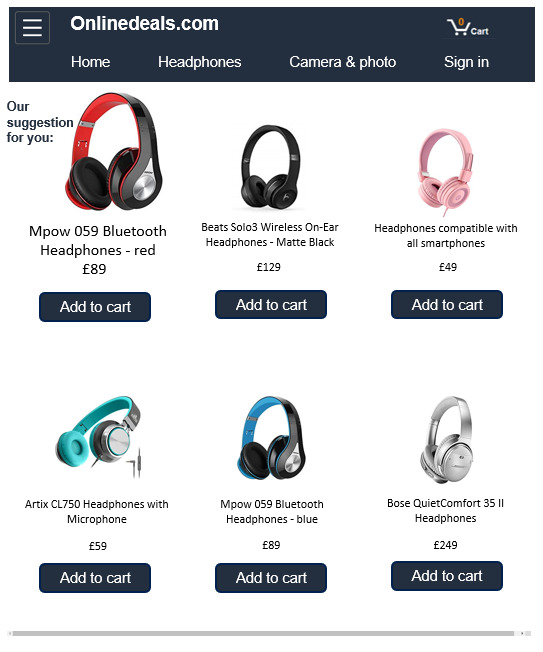 Onlinedeals.com
0
Cart
Home Headphones Camera & photo Sign in
Our
suggestion
for you:
Mpow 059 Bluetooth
Headphones - red
£89
Add to cart
Beats Solo3 Wireless On-Ear
Headphones - Matte Black
£129
Add to cart
Headphones compatible with
all smartphones
£49
Add to cart
Artix CL750 Headphones with
Microphone
£59
Add to cart
Mpow 059 Bluetooth
Headphones - blue
£89
Add to cart
Bose QuietComfort 35 II
Headphones
£249
Add to cart